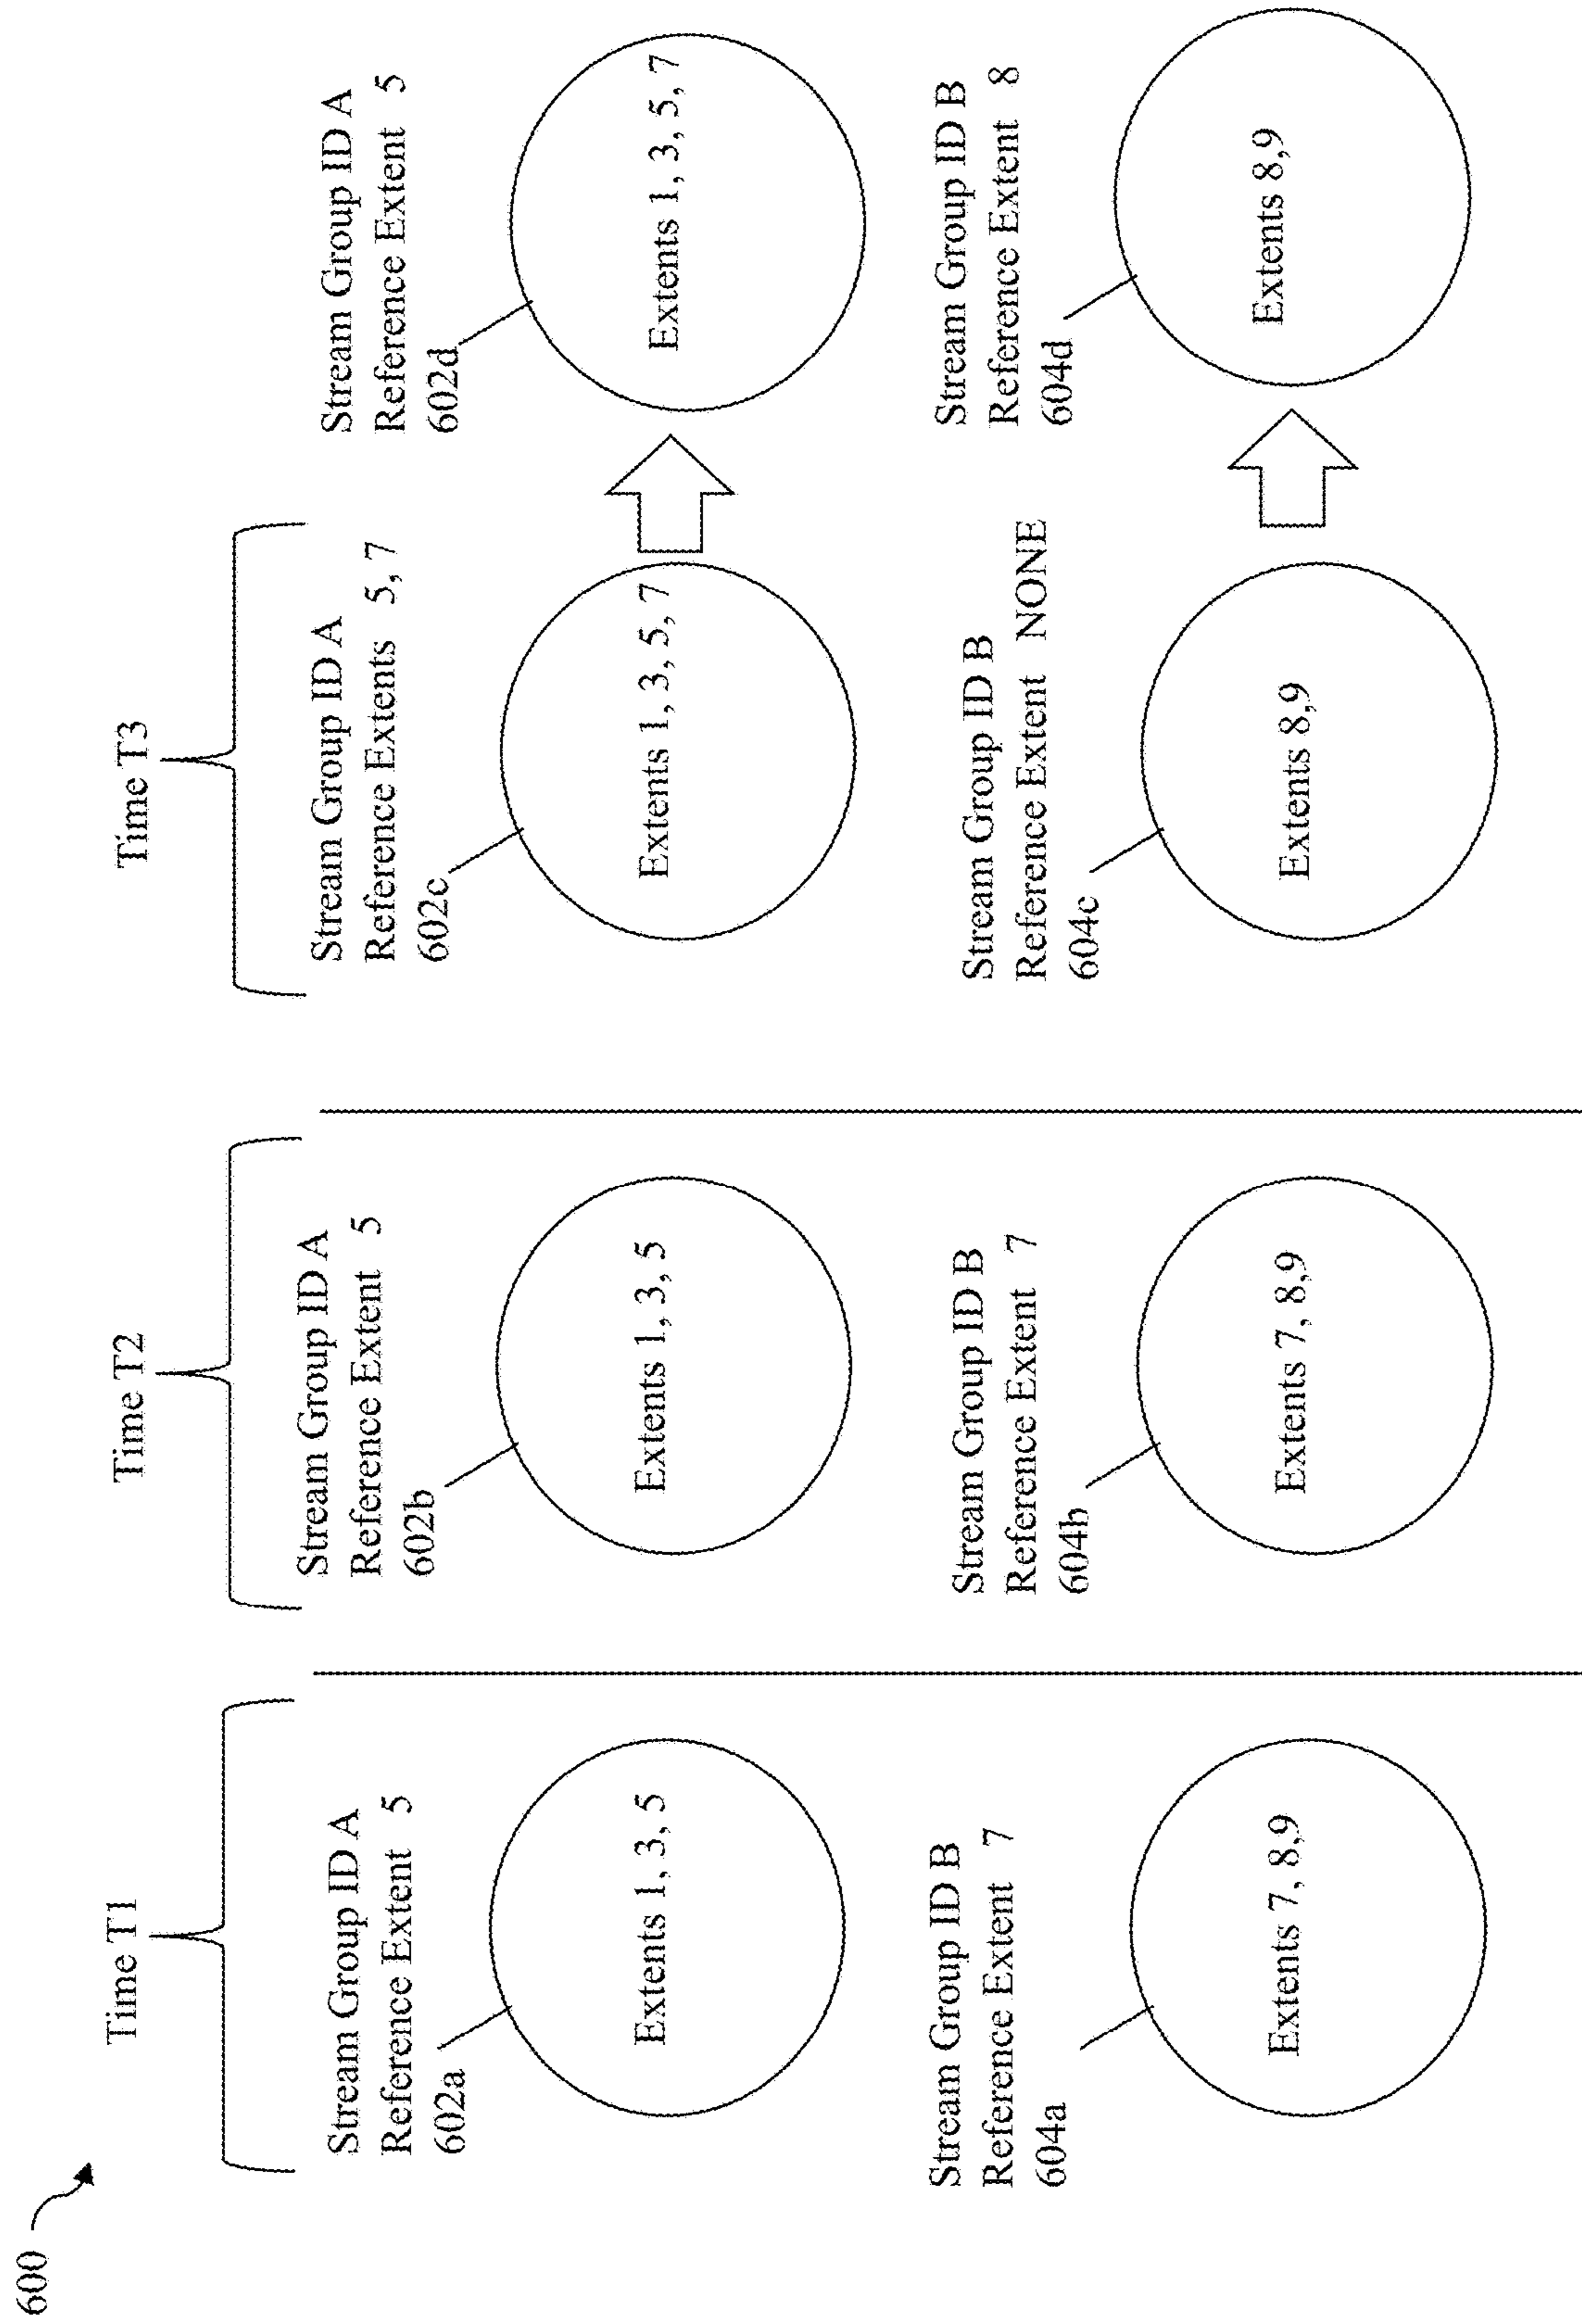 600
Time T1
Stream Group ID A
Reference Extent 5
602a
Extents 1, 3, 5
Stream Group ID B
Reference Extent 7
604a
Extents 7, 8,9
Time T2
Stream Group ID A
Reference Extent 5
602b
Extents 1, 3, 5
Stream Group ID B
Reference Extent 7
604b
Extents 7, 8,9
Time T3
Stream Group ID A
Reference Extents 5, 7
602c
Extents 1, 3, 5, 7
Stream Group ID A
Reference Extent 5
602d
Extents 1, 3, 5, 7
Stream Group ID B
Reference Extent NONE
604c
Extents 8,9
Stream Group ID B
Reference Extent 8
604d
Extents 8,9